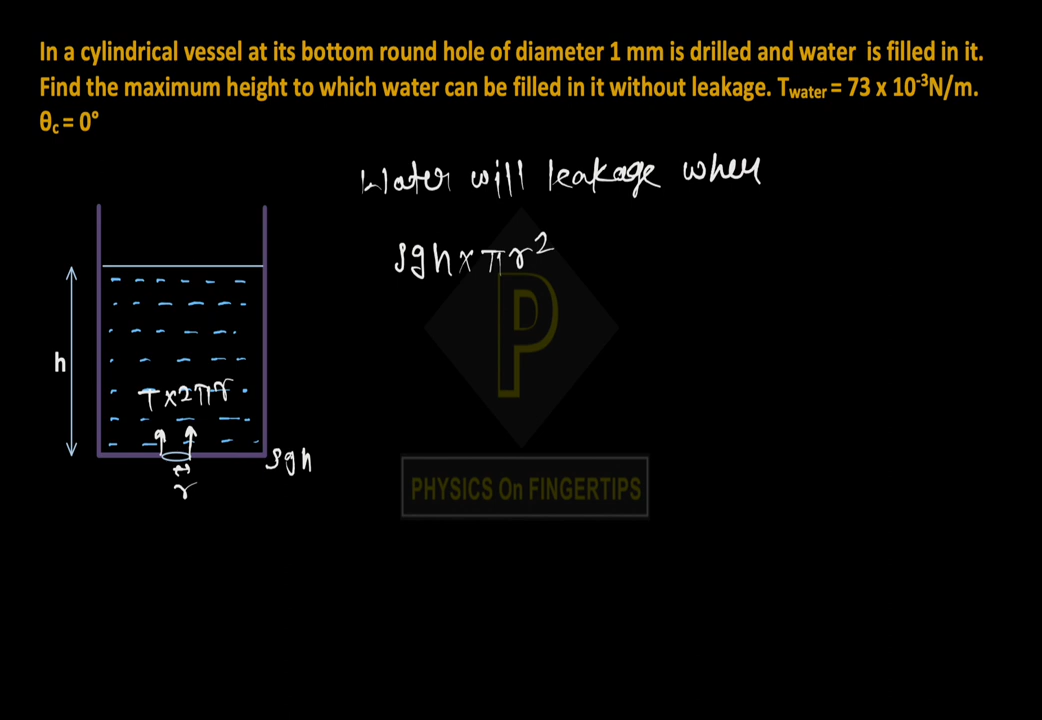 In a cylindrical vessel at its bottom round hole of diameter 1 mm is drilled and water is filled in it.
Find the maximum height to which water can be filled in it without leakage. T_water = 73 x 10⁻³N/m.
θ_c = 0°
Water will leakage when
ρgh × πr²
h
T × 2πr
ρgh
r
P
PHYSICS On FINGERTIPS